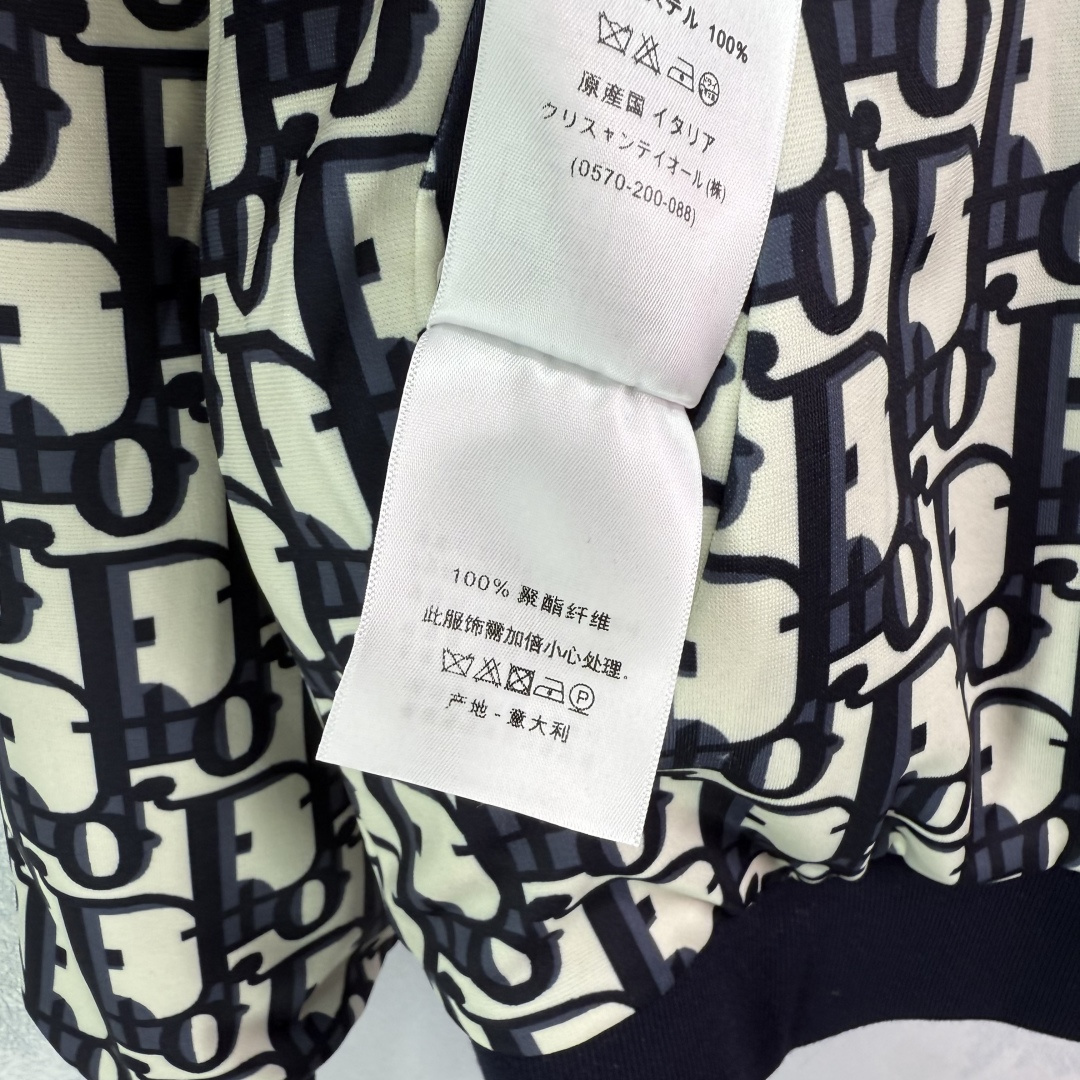 ステル 100%
原産国 イタリア
クリスャンテイオール(株)
(0570-200-088)
100% 聚酯纤维
此服饰需加倍小心处理.
P
产地 - 意大利